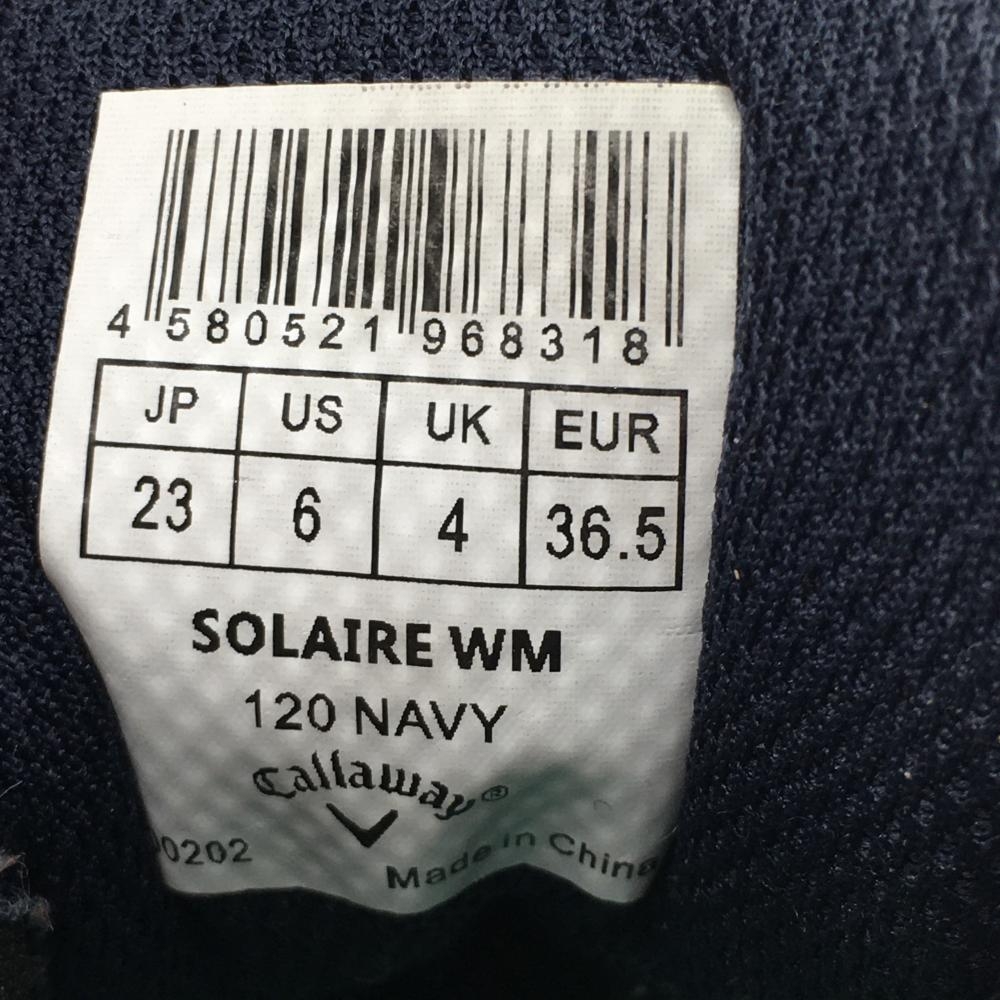 4 580521 968318
JP US UK EUR
23 6 4 36.5
SOLAIRE WM
120 NAVY
Callaway®
0202
Made in China